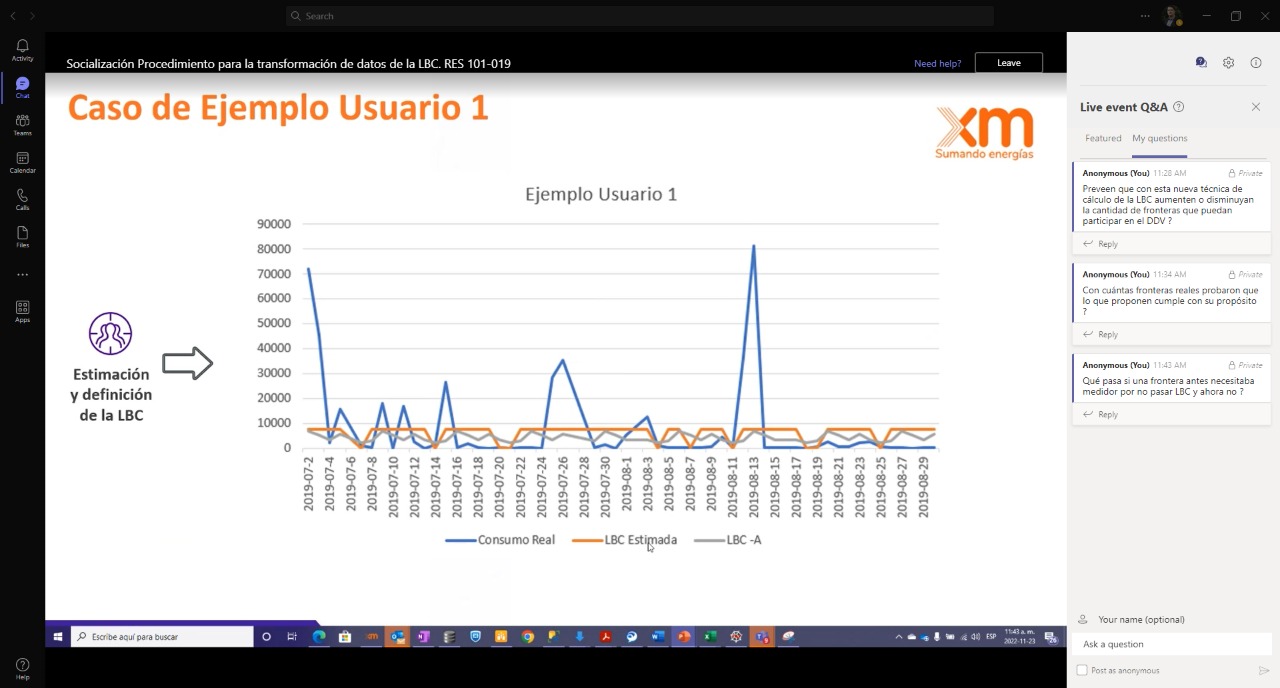 Search
Activity
Chat
Teams
Calendar
Calls
Files
Apps
Help
Socialización Procedimiento para la transformación de datos de la LBC. RES 101-019
Need help?
Leave
Caso de Ejemplo Usuario 1
xm
Sumando energías
Estimación
y definición
de la LBC
Ejemplo Usuario 1
90000
80000
70000
60000
50000
40000
30000
20000
10000
0
2019-07-2
2019-07-4
2019-07-6
2019-07-8
2019-07-10
2019-07-12
2019-07-14
2019-07-16
2019-07-18
2019-07-20
2019-07-22
2019-07-24
2019-07-26
2019-07-28
2019-07-30
2019-08-1
2019-08-3
2019-08-5
2019-08-7
2019-08-9
2019-08-11
2019-08-13
2019-08-15
2019-08-17
2019-08-19
2019-08-21
2019-08-23
2019-08-25
2019-08-27
2019-08-29
Consumo Real
LBC Estimada
LBC -A
Escribe aquí para buscar
ESP
11:43 a.m.
2022-11-23
Live event Q&A
Featured
My questions
Anonymous (You) 11:28 AM Private
Preveen que con esta nueva técnica de
cálculo de la LBC aumenten o disminuyan
la cantidad de fronteras que puedan
participar en el DDV ?
Reply
Anonymous (You) 11:34 AM Private
Con cuántas fronteras reales probaron que
lo que proponen cumple con su propósito
?
Reply
Anonymous (You) 11:43 AM Private
Qué pasa si una frontera antes necesitaba
medidor por no pasar LBC y ahora no ?
Reply
Your name (optional)
Ask a question
Post as anonymous